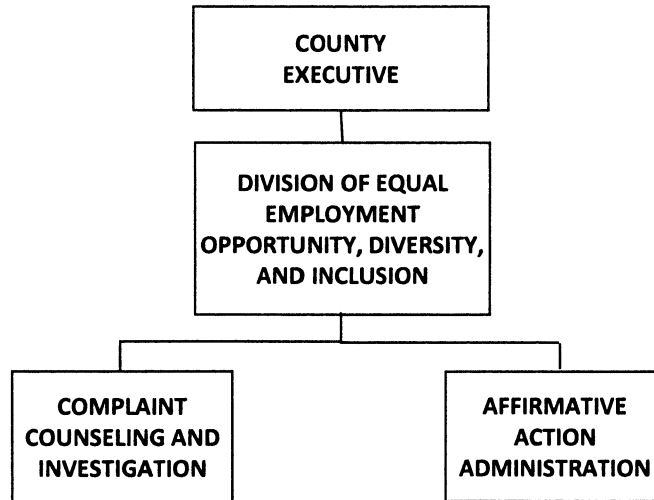 COUNTY
EXECUTIVE
DIVISION OF EQUAL
EMPLOYMENT
OPPORTUNITY, DIVERSITY,
AND INCLUSION
COMPLAINT
COUNSELING AND
INVESTIGATION
AFFIRMATIVE
ACTION
ADMINISTRATION